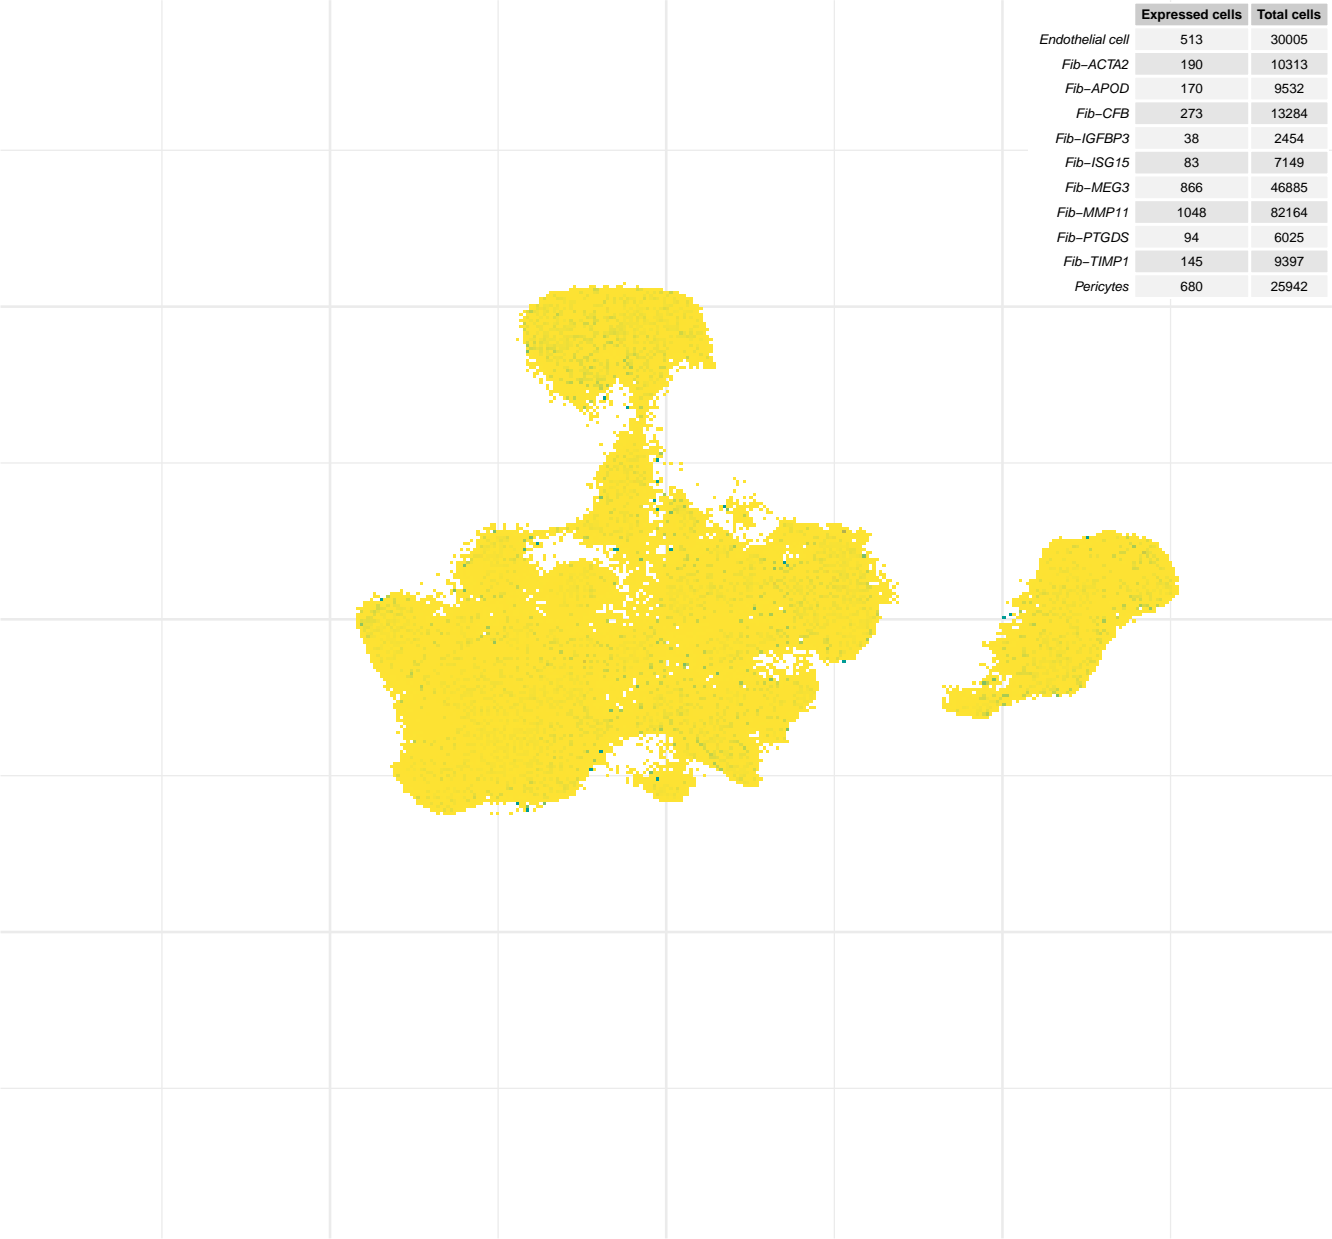 Expressed cells Total cells
Endothelial cell 513 30005
Fib−ACTA2 190 10313
Fib−APOD 170 9532
Fib−CFB 273 13284
Fib−IGFBP3 38 2454
Fib−ISG15 83 7149
Fib−MEG3 866 46885
Fib−MMP11 1048 82164
Fib−PTGDS 94 6025
Fib−TIMP1 145 9397
Pericytes 680 25942